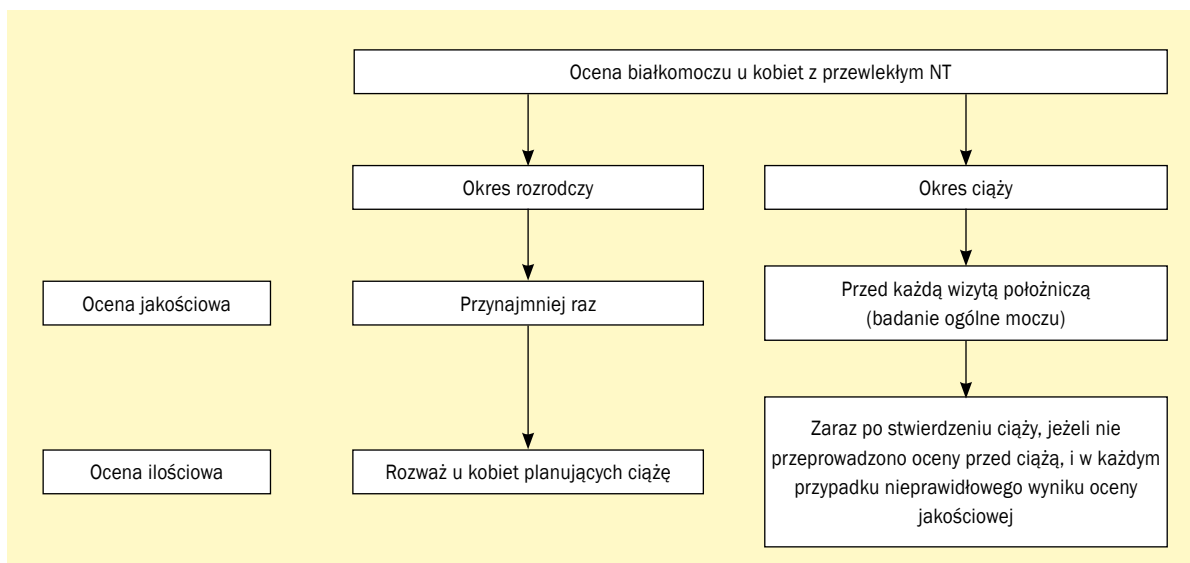 Ocena białkomoczu u kobiet z przewlekłym NT
Okres rozrodczy
Okres ciąży
Ocena jakościowa
Przynajmniej raz
Przed każdą wizytą położniczą
(badanie ogólne moczu)
Ocena ilościowa
Rozważ u kobiet planujących ciążę
Zaraz po stwierdzeniu ciąży, jeżeli nie
przeprowadzono oceny przed ciążą, i w każdym
przypadku nieprawidłowego wyniku oceny
jakościowej